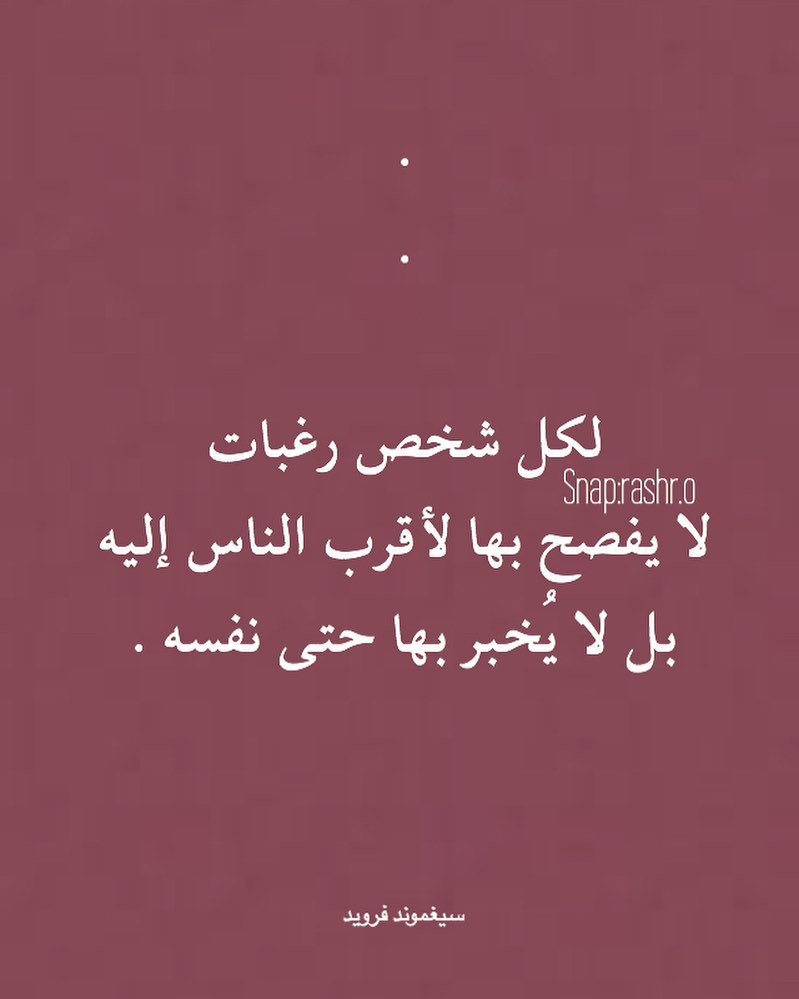 لكل شخص رغبات
Snap:rashr.o
لا يفصح بها لأقرب الناس إليه
بل لا يُخبر بها حتى نفسه .
سيغموند فرويد